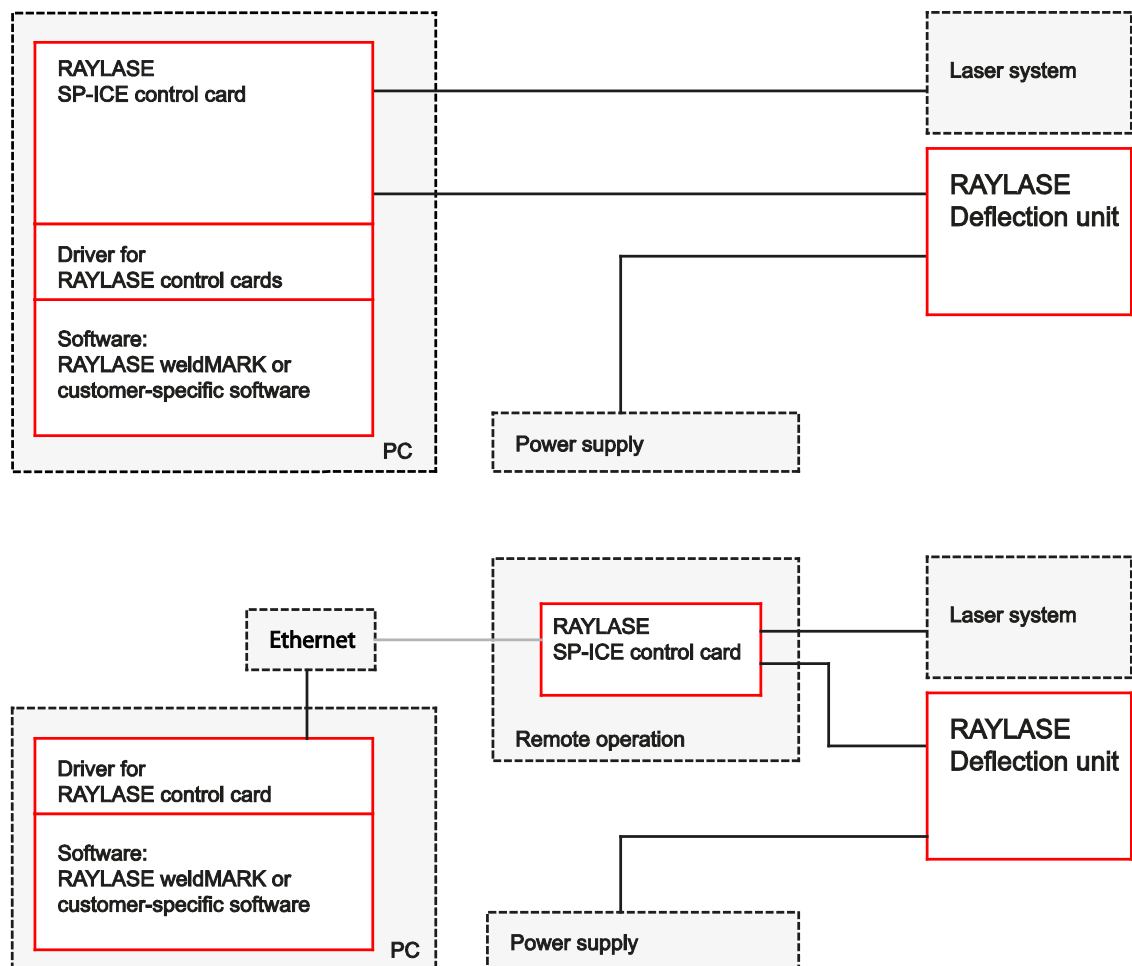 RAYLASE
SP-ICE control card
Laser system
RAYLASE
Deflection unit
Driver for
RAYLASE control cards
Software:
RAYLASE weldMARK or
customer-specific software
PC
Power supply
Ethernet
RAYLASE
SP-ICE control card
Remote operation
Laser system
RAYLASE
Deflection unit
Driver for
RAYLASE control card
Software:
RAYLASE weldMARK or
customer-specific software
PC
Power supply